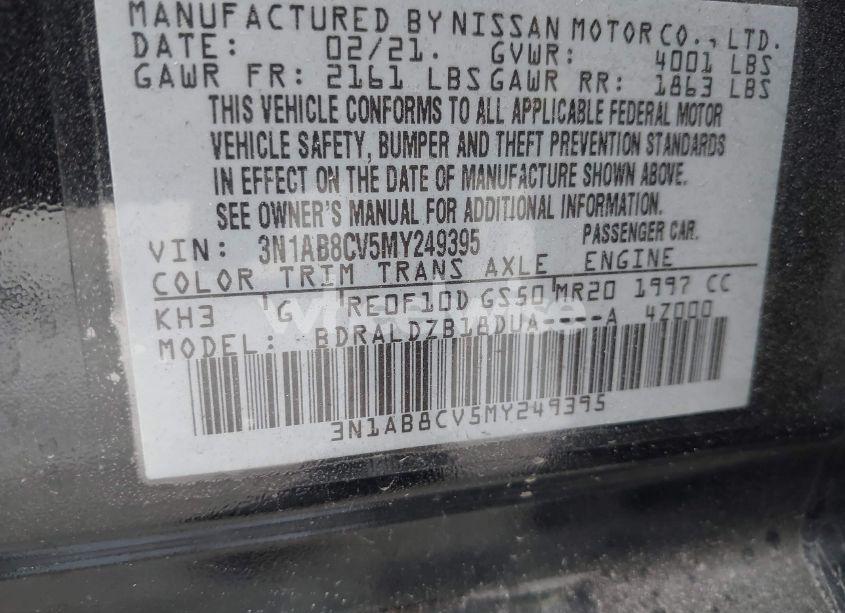 MANUFACTURED BY NISSAN MOTOR CO., LTD.
DATE: 02/21. GVWR: 4001 LBS
GAWR FR: 2161 LBS GAWR RR: 1863 LBS
THIS VEHICLE CONFORMS TO ALL APPLICABLE FEDERAL MOTOR
VEHICLE SAFETY, BUMPER AND THEFT PREVENTION STANDARDS
IN EFFECT ON THE DATE OF MANUFACTURE SHOWN ABOVE.
SEE OWNER'S MANUAL FOR ADDITIONAL INFORMATION.
VIN: 3N1AB8CV5MY249395 PASSENGER CAR.
COLOR TRIM TRANS AXLE ENGINE
KH3 G RE0F10D GS50 MR20 1997 CC
MODEL: BDRALDZB18DUA----A 4Z000
3N1AB8CV5MY249395